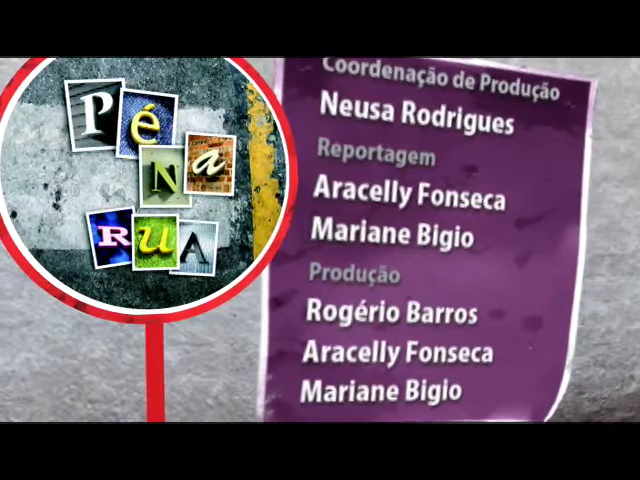 Pé
Na
RUA
Coordenação de Produção
Neusa Rodrigues
Reportagem
Aracelly Fonseca
Mariane Bigio
Produção
Rogério Barros
Aracelly Fonseca
Mariane Bigio